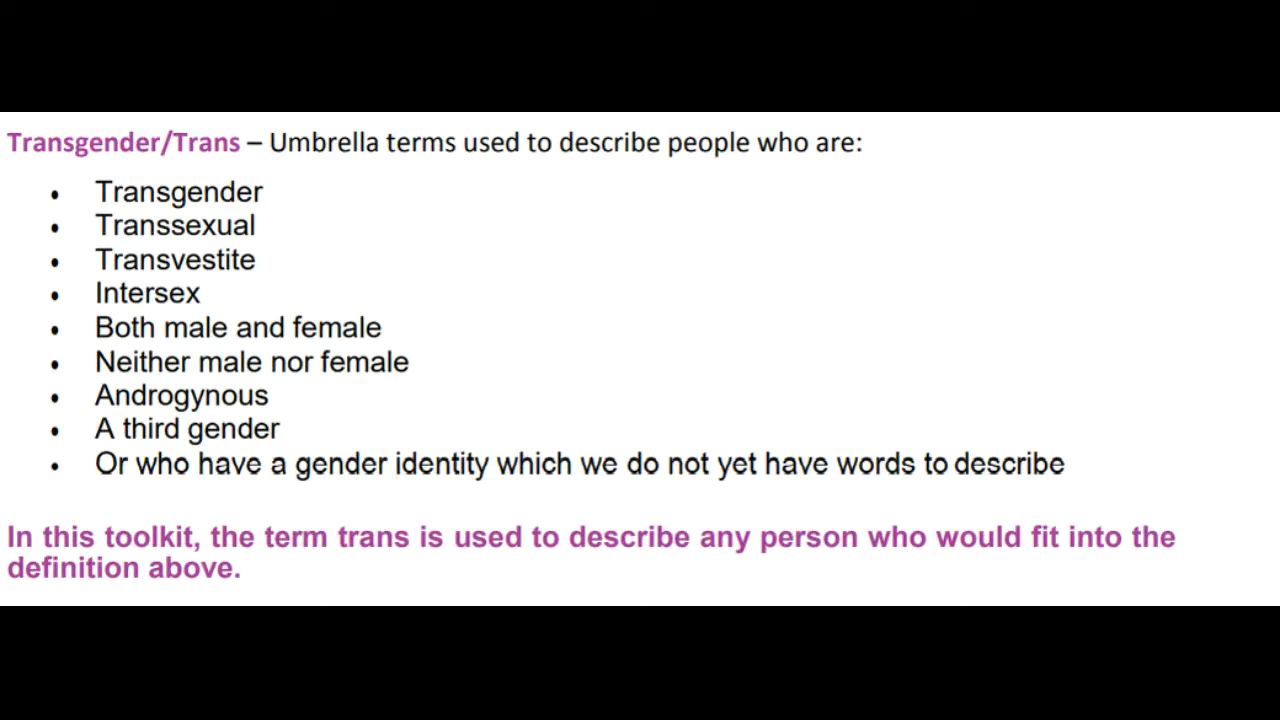 Transgender/Trans – Umbrella terms used to describe people who are:
• Transgender
• Transsexual
• Transvestite
• Intersex
• Both male and female
• Neither male nor female
• Androgynous
• A third gender
• Or who have a gender identity which we do not yet have words to describe
In this toolkit, the term trans is used to describe any person who would fit into the
definition above.